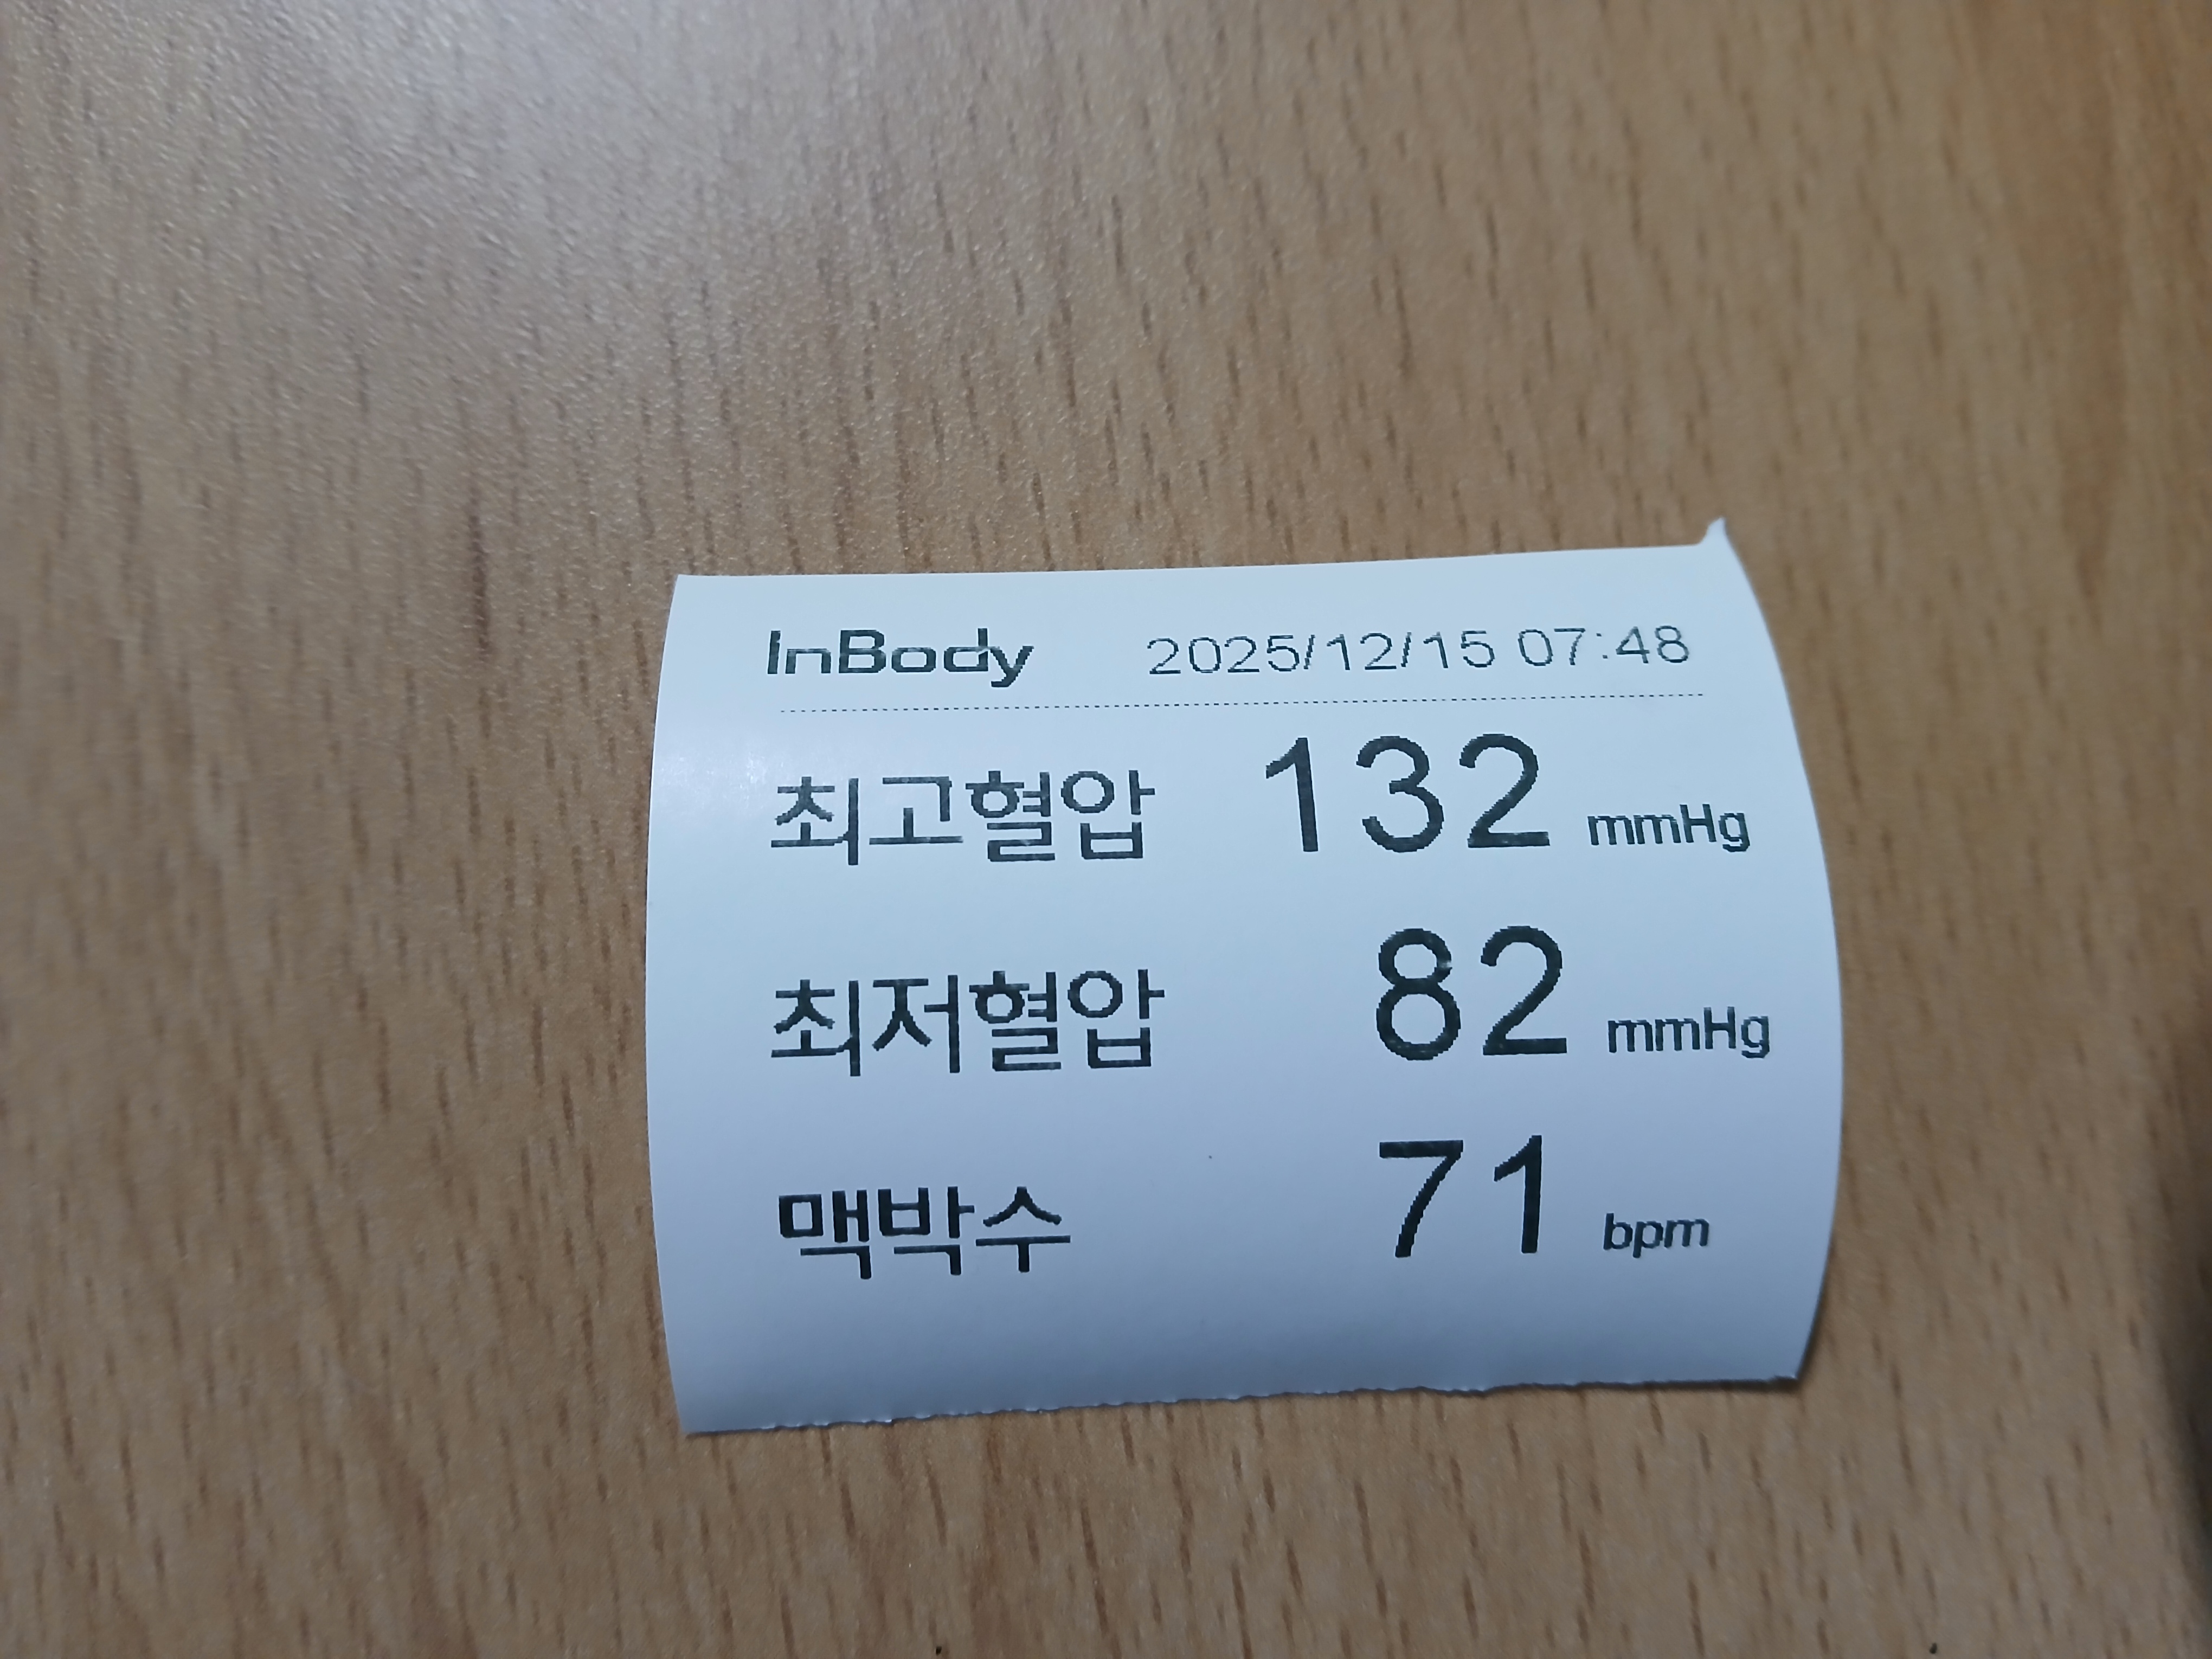 InBody 2025/12/15 07:48
최고혈압 132 mmHg
최저혈압 82 mmHg
맥박수 71 bpm